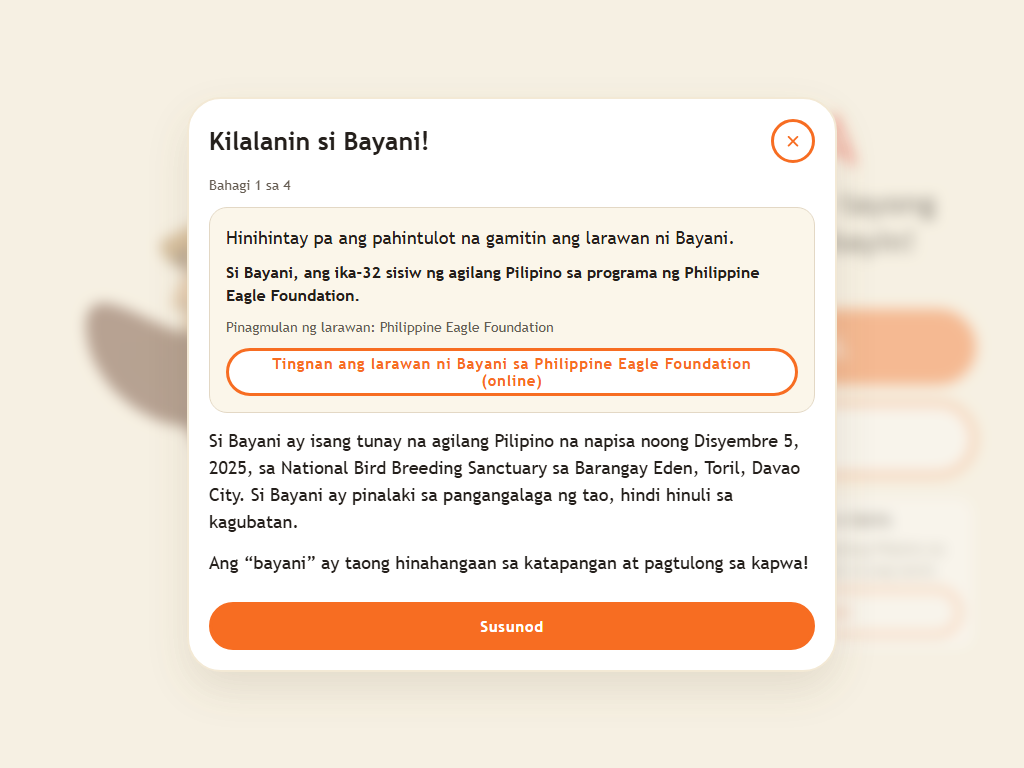 Kilalanin si Bayani!
Bahagi 1 sa 4
Hinihintay pa ang pahintulot na gamitin ang larawan ni Bayani.
Si Bayani, ang ika-32 sisiw ng agilang Pilipino sa programa ng Philippine
Eagle Foundation.
Pinagmulan ng larawan: Philippine Eagle Foundation
Tingnan ang larawan ni Bayani sa Philippine Eagle Foundation
(online)
Si Bayani ay isang tunay na agilang Pilipino na napisa noong Disyembre 5,
2025, sa National Bird Breeding Sanctuary sa Barangay Eden, Toril, Davao
City. Si Bayani ay pinalaki sa pangangalaga ng tao, hindi hinuli sa
kagubatan.
Ang “bayani” ay taong hinahangaan sa katapangan at pagtulong sa kapwa!
Susunod